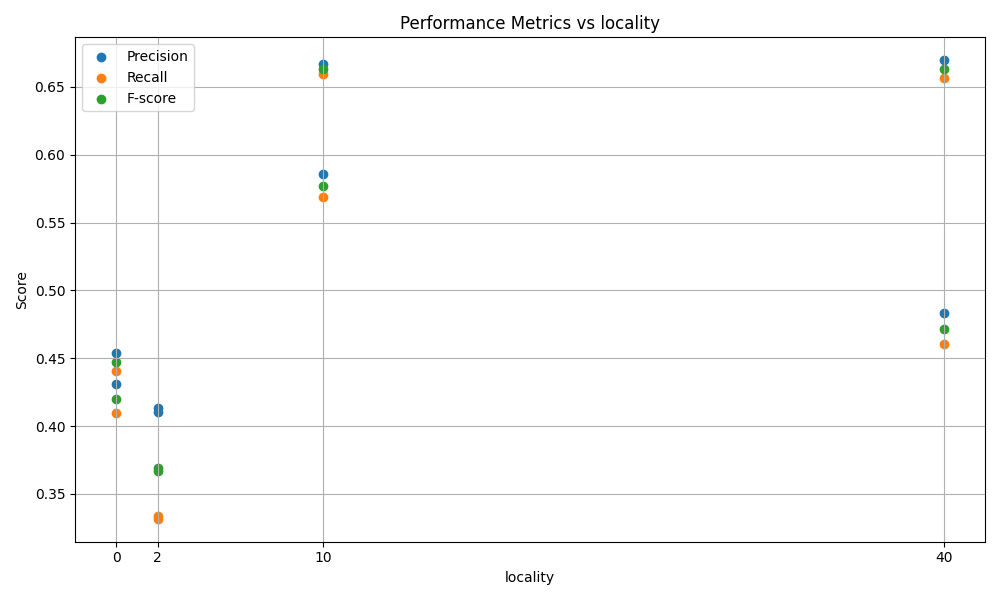 Performance Metrics vs locality
Precision
Recall
F-score
0.65
0.60
0.55
0.50
0.45
0.40
0.35
Score
0 2 10 40
locality